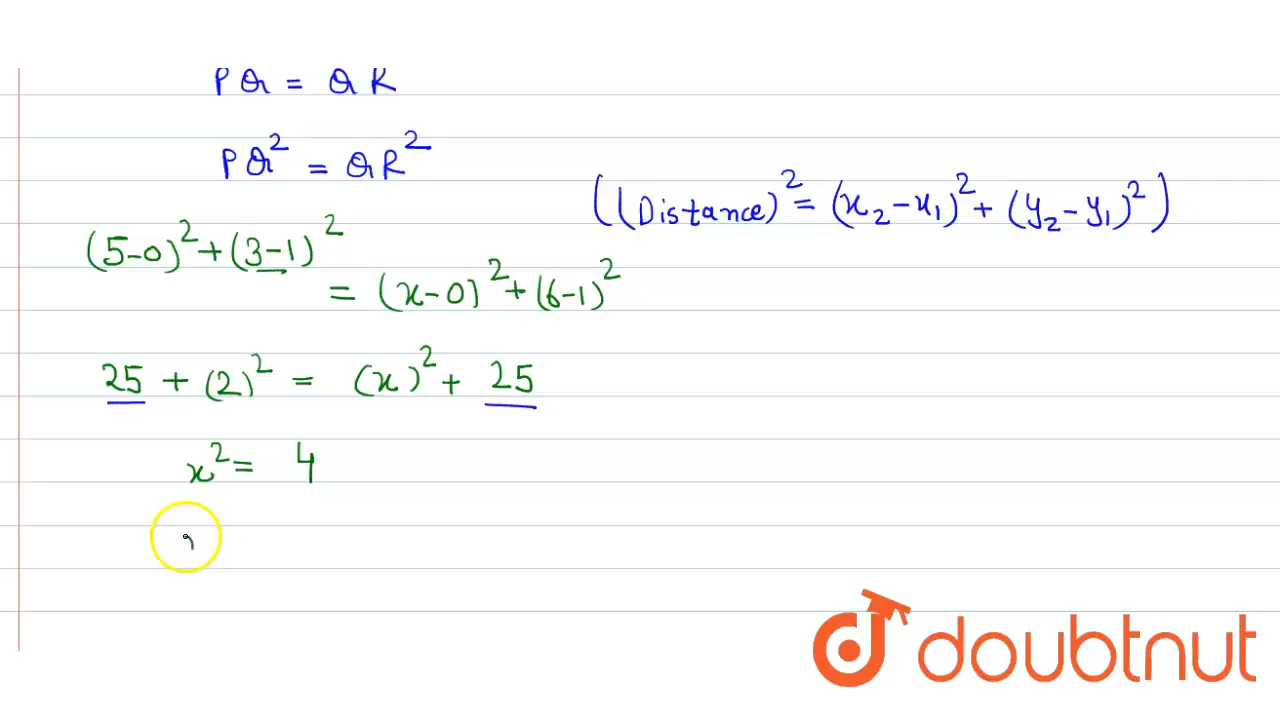 PQ = QR
PQ² = QR²
((Distance)² = (x₂-x₁)² + (y₂-y₁)²)
(5-0)² + (3-1)²
= (x-0)² + (6-1)²
25 + (2)² = (x)² + 25
x² = 4
doubtnut